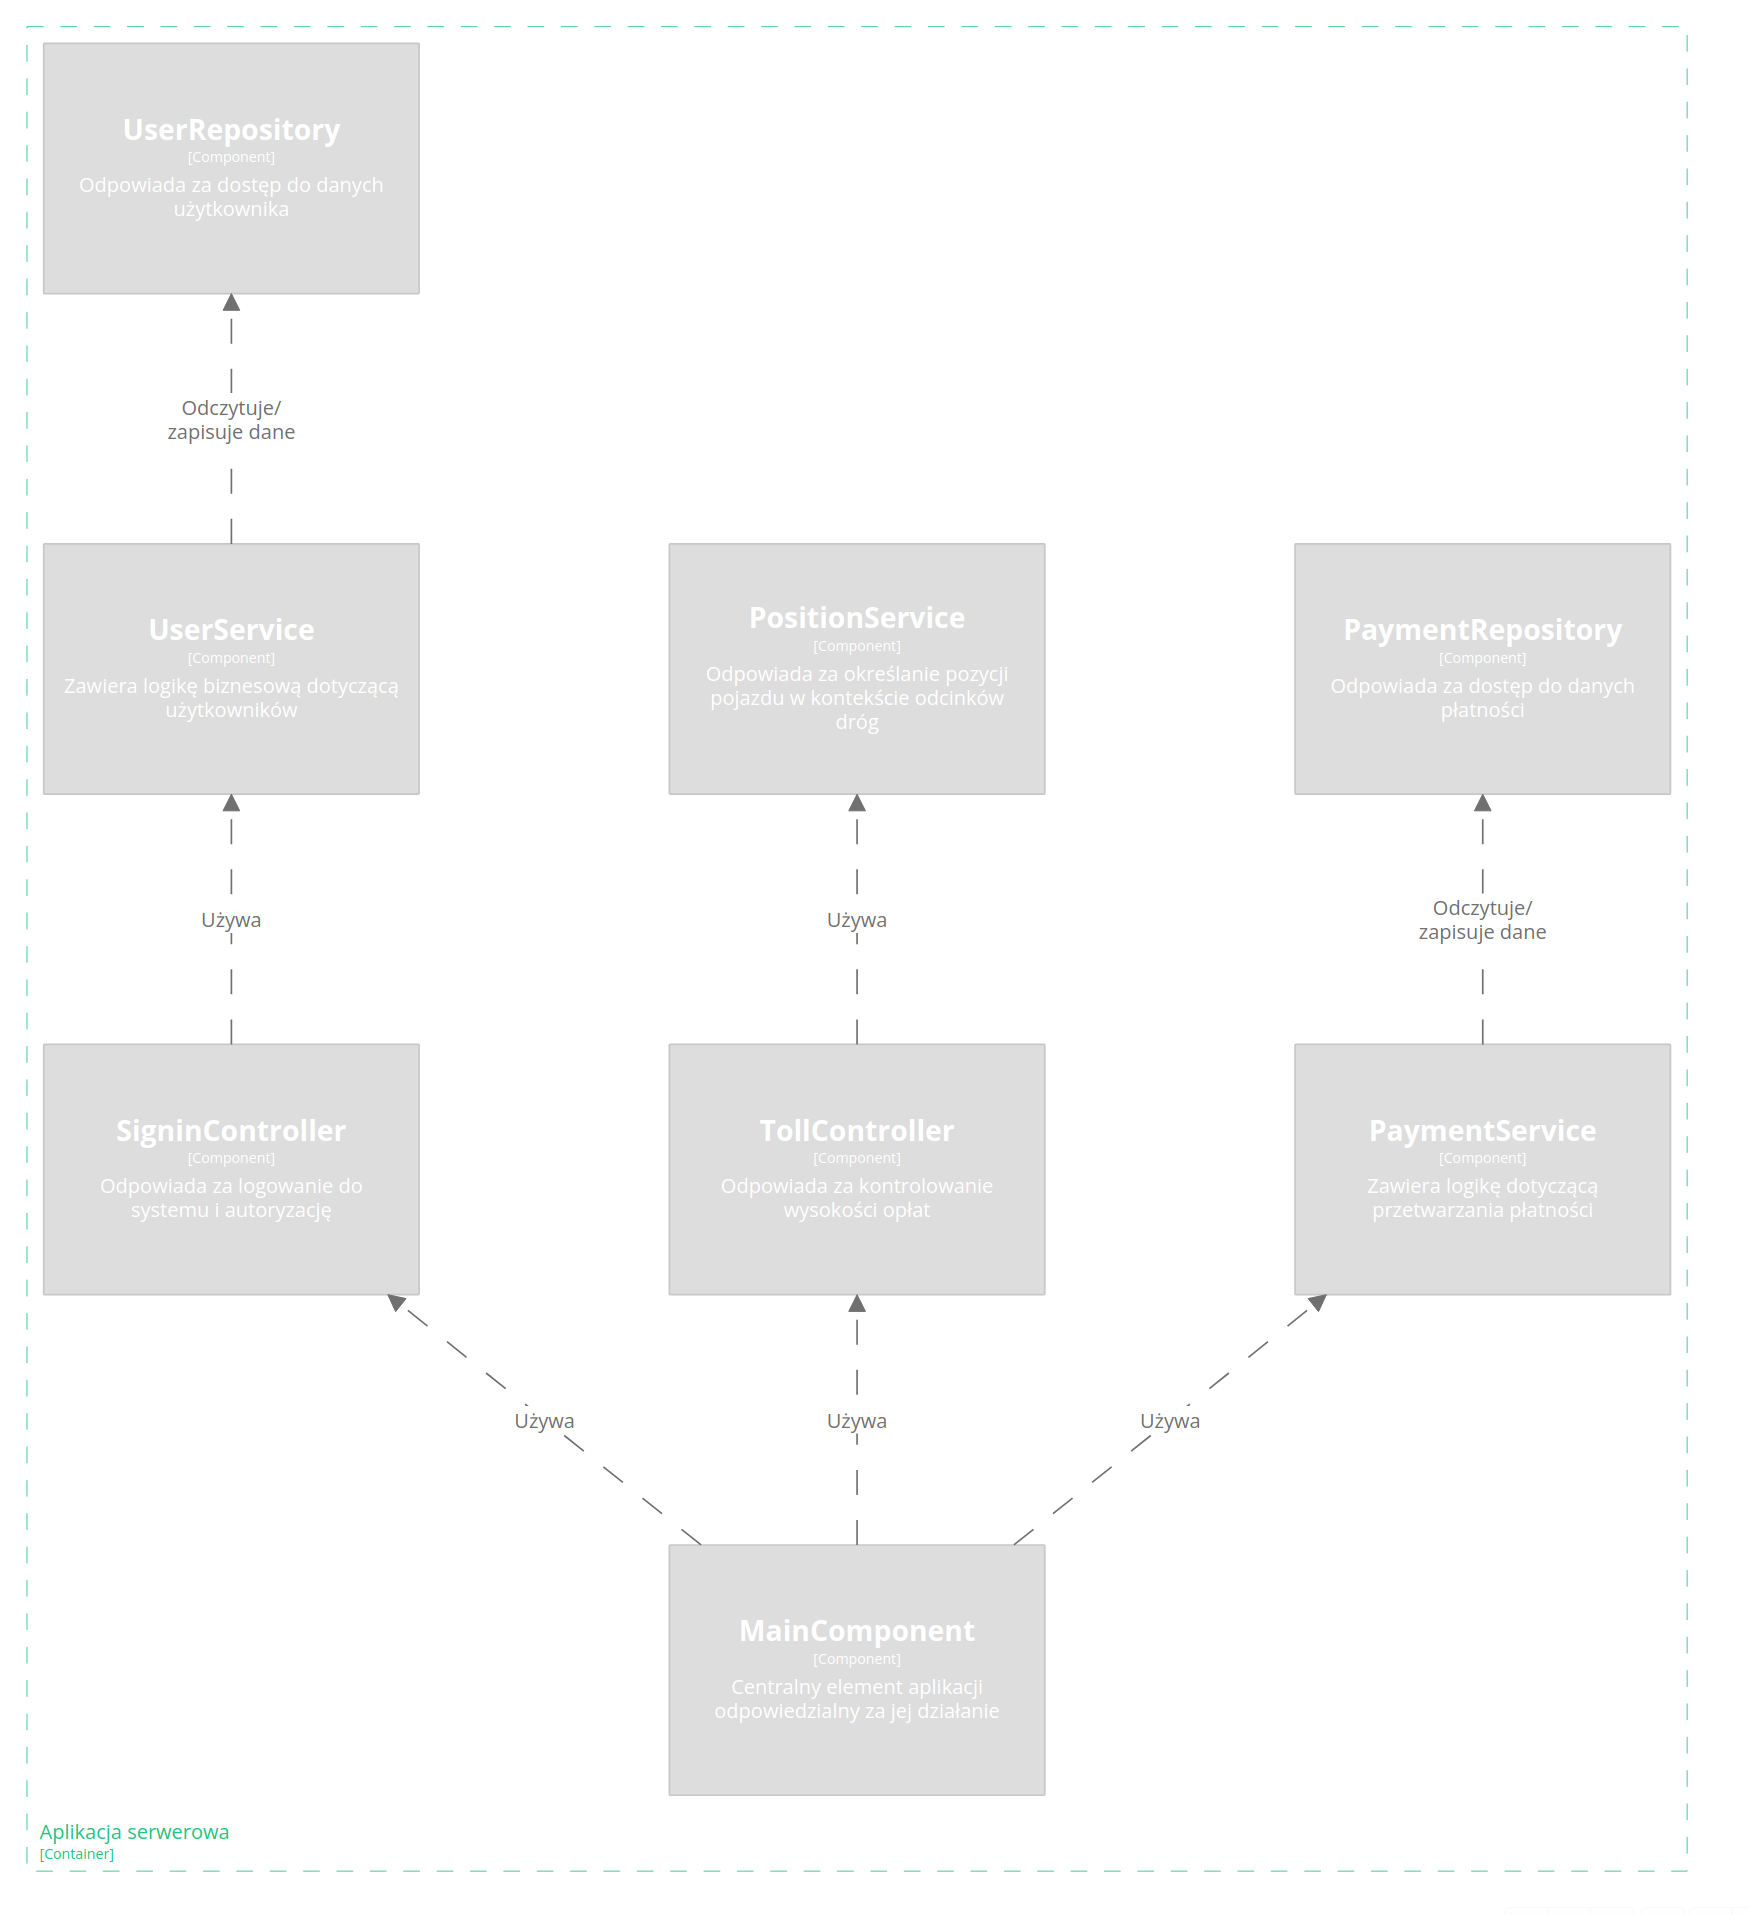 UserRepository
[Component]
Odpowiada za dostęp do danych
użytkownika
Odczytuje/
zapisuje dane
UserService
[Component]
Zawiera logikę biznesową dotyczącą
użytkowników
PositionService
[Component]
Odpowiada za określanie pozycji
pojazdu w kontekście odcinków
dróg
PaymentRepository
[Component]
Odpowiada za dostęp do danych
płatności
Używa
Używa
Odczytuje/
zapisuje dane
SigninController
[Component]
Odpowiada za logowanie do
systemu i autoryzację
TollController
[Component]
Odpowiada za kontrolowanie
wysokości opłat
PaymentService
[Component]
Zawiera logikę dotyczącą
przetwarzania płatności
Używa
Używa
Używa
MainComponent
[Component]
Centralny element aplikacji
odpowiedzialny za jej działanie
Aplikacja serwerowa
[Container]